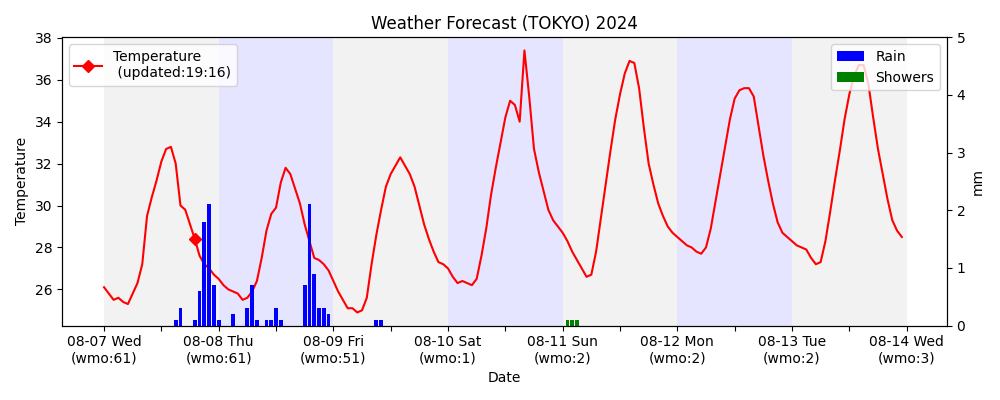 Weather Forecast (TOKYO) 2024
Temperature
(updated:19:16)
Rain
Showers
38
36
34
32
30
28
26
Temperature
5
4
3
2
1
0
mm
08-07 Wed
(wmo:61)
08-08 Thu
(wmo:61)
08-09 Fri
(wmo:51)
08-10 Sat
(wmo:1)
08-11 Sun
(wmo:2)
08-12 Mon
(wmo:2)
08-13 Tue
(wmo:2)
08-14 Wed
(wmo:3)
Date